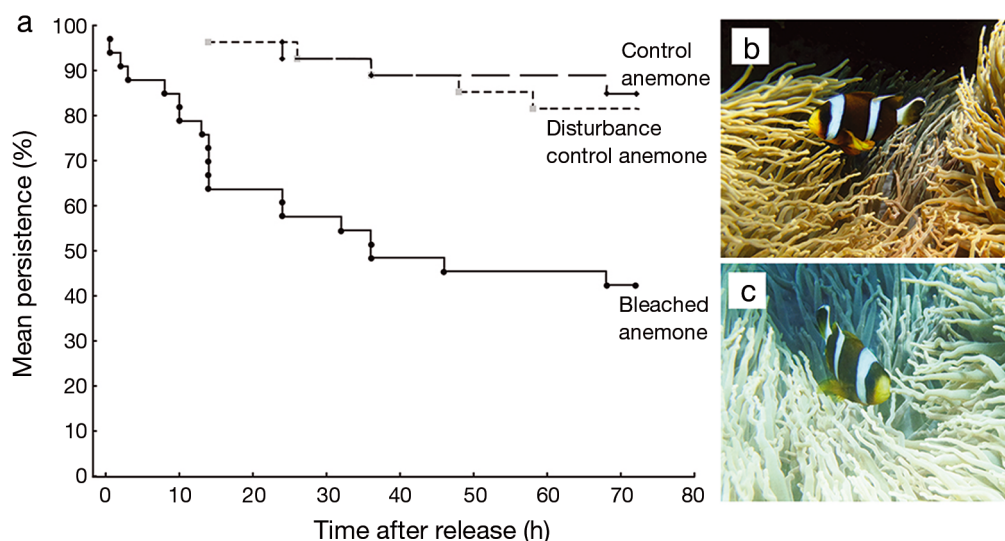 a
Mean persistence (%)
100
90
80
70
60
50
40
30
20
10
0
0 10 20 30 40 50 60 70 80
Time after release (h)
Control
anemone
Disturbance
control anemone
Bleached
anemone
b
c